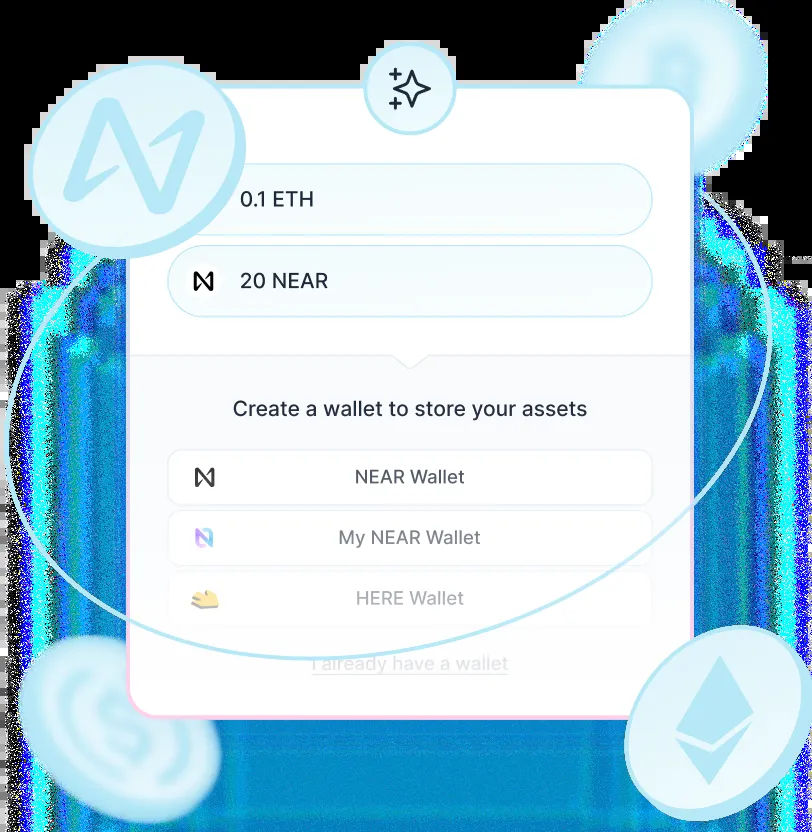 0.1 ETH
20 NEAR
Create a wallet to store your assets
NEAR Wallet
My NEAR Wallet
HERE Wallet
I already have a wallet